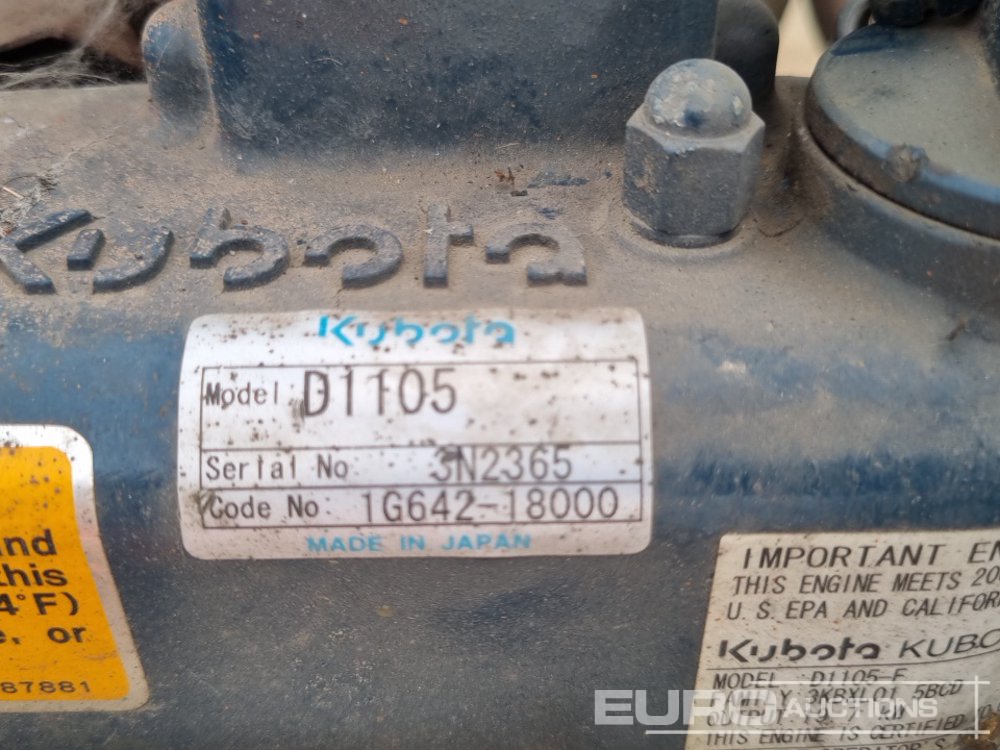 Kubota
Kubota
Model D1105
Serial No 3N2365
Code No. 1G642-18000
MADE IN JAPAN
and
this
4°F)
e, or
87881
IMPORTANT EN
THIS ENGINE MEETS 20
U.S. EPA AND CALIFOR
Kubota KUBO
MODEL :D1105-E
FAMILY :3KBXL01.5BCD
OUTPUT
THIS ENGINE IS CERTIFIED
EURO AUCTIONS